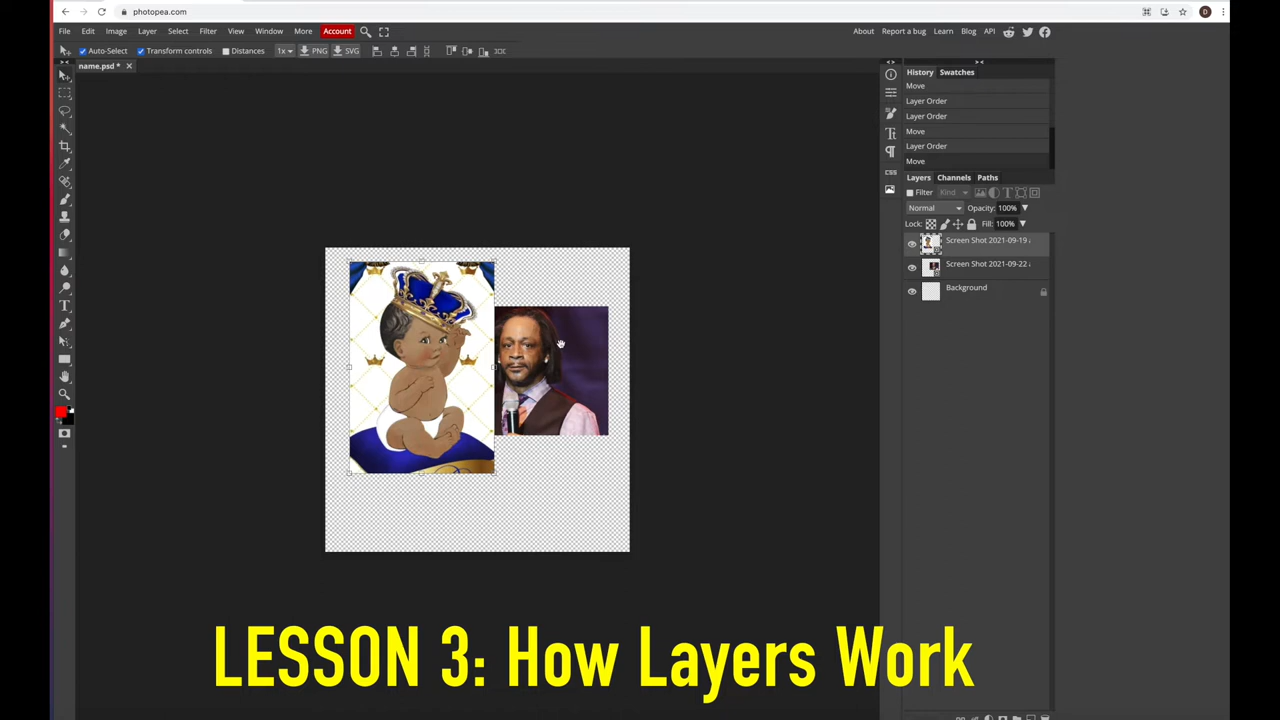 photopea.com
D
File Edit Image Layer Select Filter View Window More Account
About Report a bug Learn Blog API
Auto-Select Transform controls Distances 1x PNG SVG
name.psd *
History Swatches
Move
Layer Order
Layer Order
Move
Layer Order
Move
Layers Channels Paths
Filter Kind
Normal Opacity: 100%
Lock: Fill: 100%
Screen Shot 2021-09-19
Screen Shot 2021-09-22
Background
CSS
LESSON 3: How Layers Work